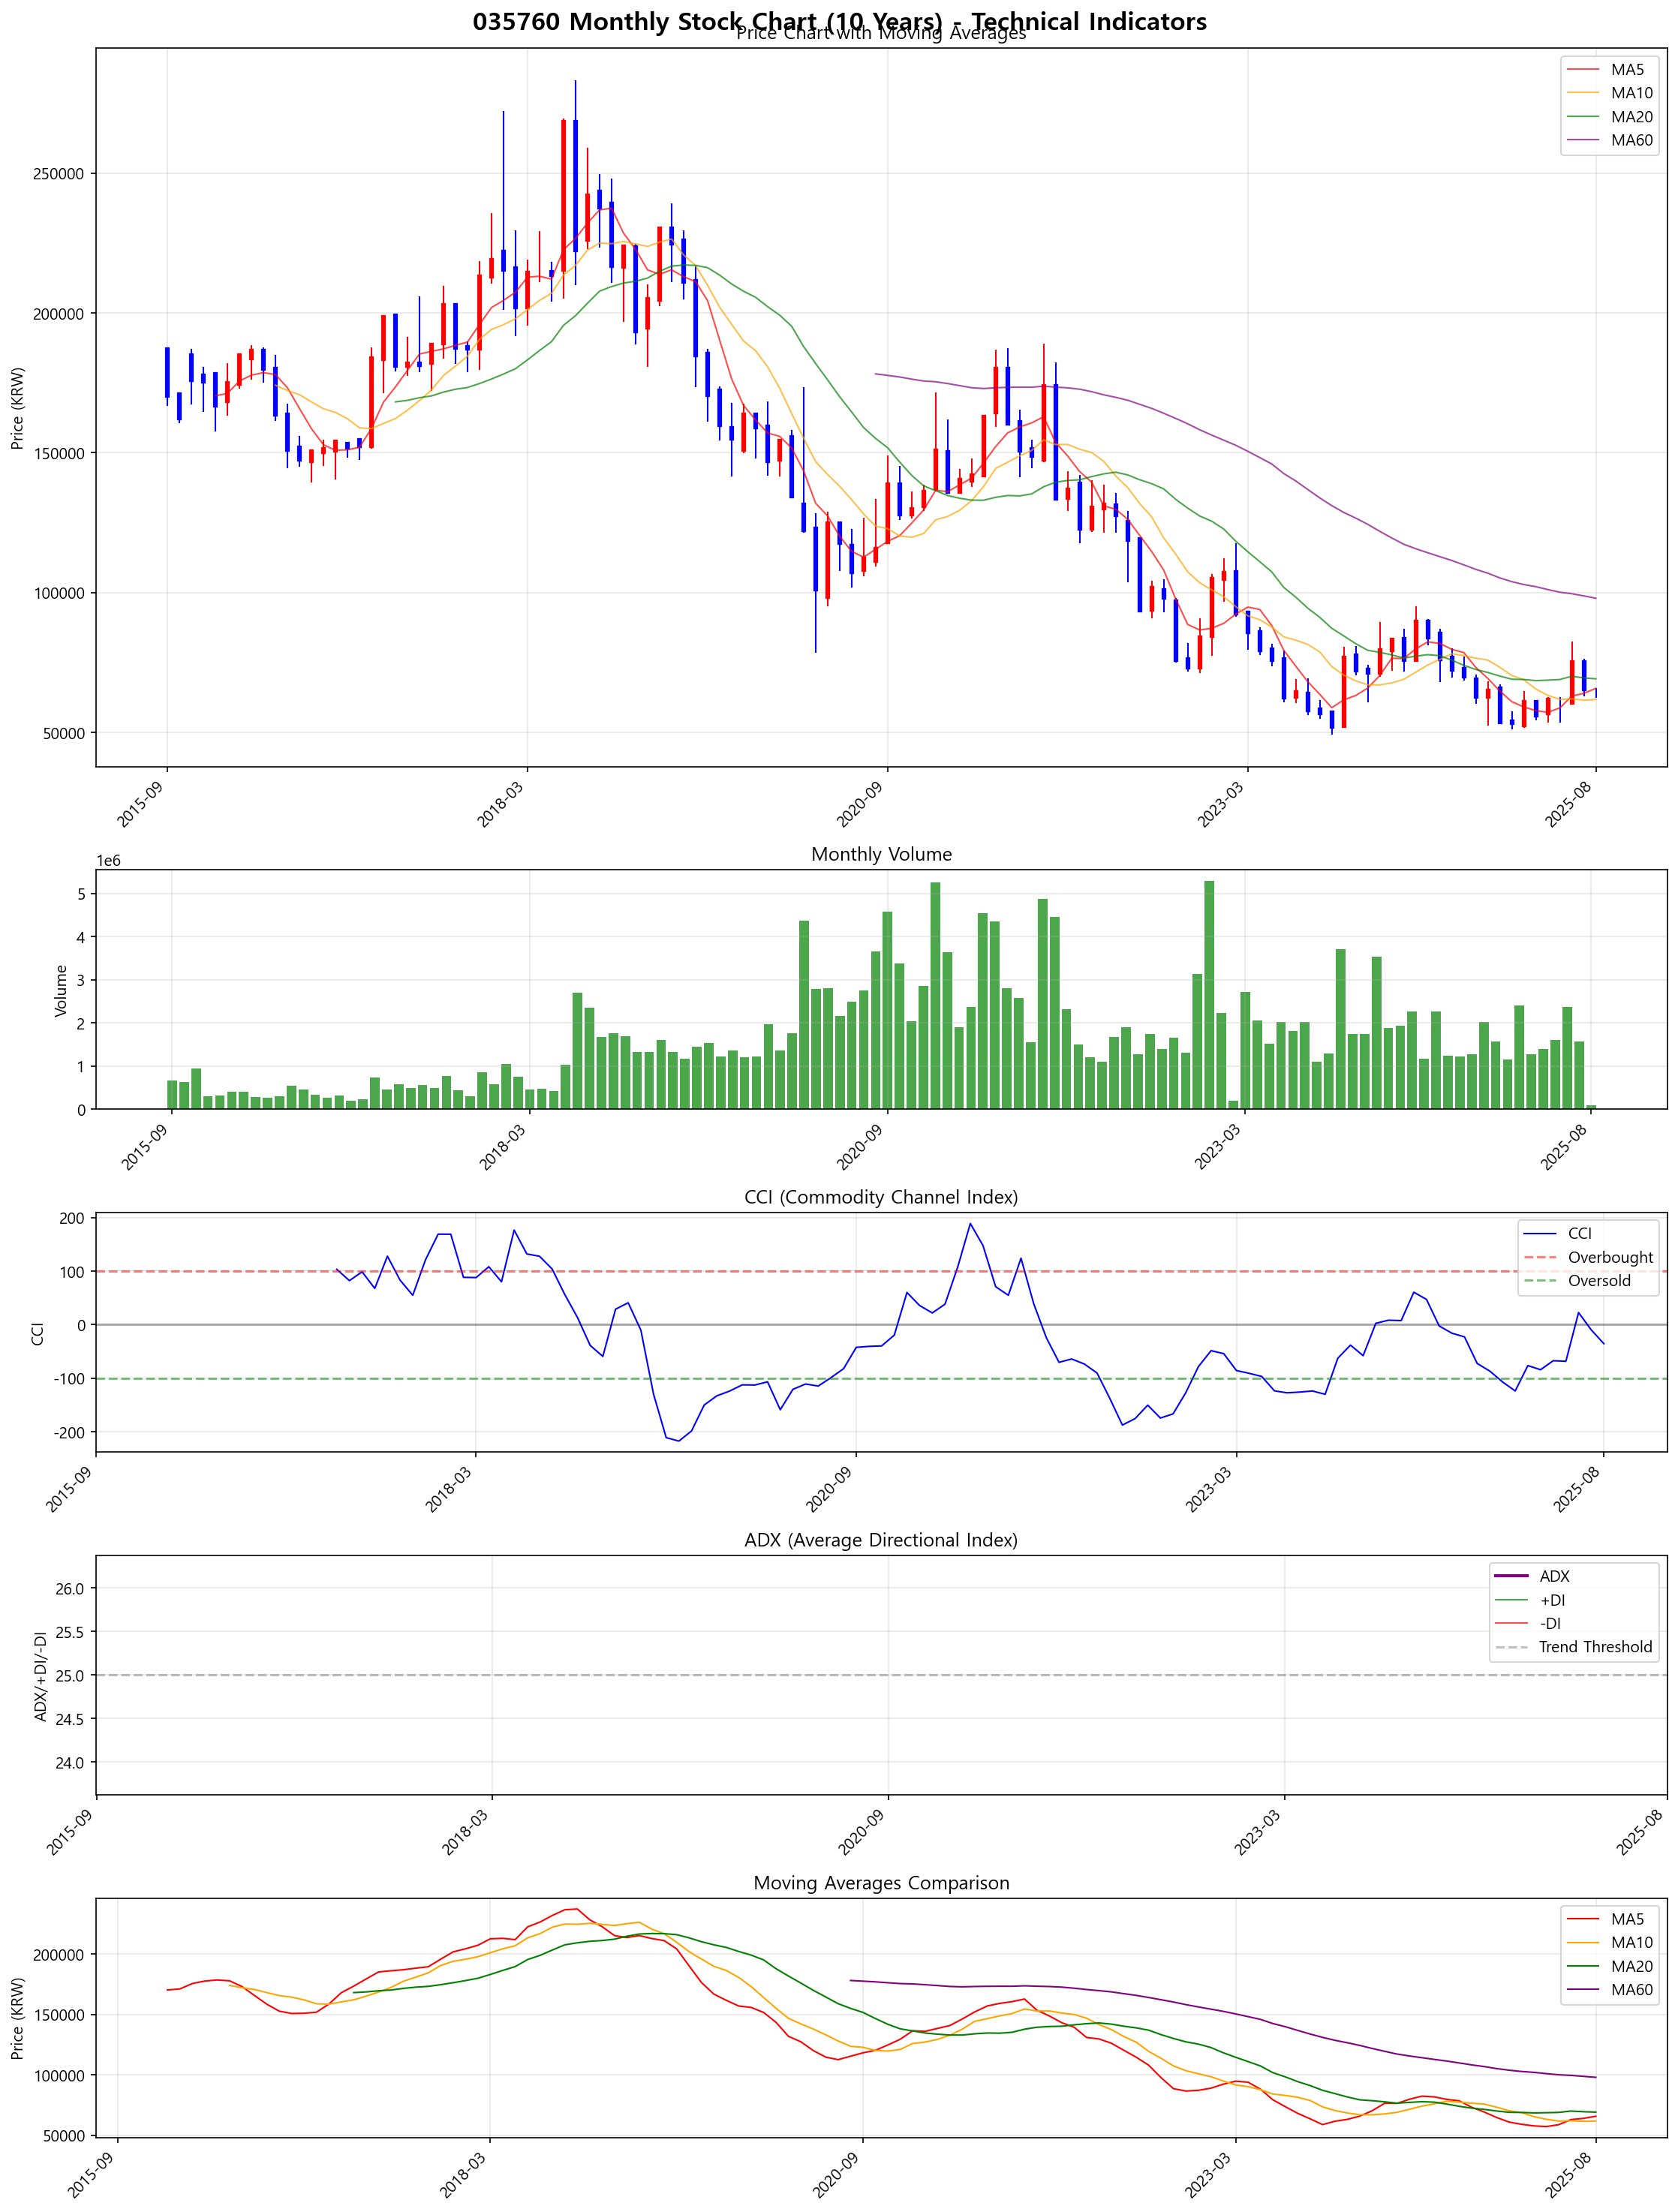 035760 Monthly Stock Chart (10 Years) - Technical Indicators
Price Chart with Moving Averages
MA5
MA10
MA20
MA60
Price (KRW)
250000
200000
150000
100000
50000
2015-09
2018-03
2020-09
2023-03
2025-08
Monthly Volume
1e6
Volume
5
4
3
2
1
0
2015-09
2018-03
2020-09
2023-03
2025-08
CCI (Commodity Channel Index)
CCI
Overbought
Oversold
CCI
200
100
0
-100
-200
2015-09
2018-03
2020-09
2023-03
2025-08
ADX (Average Directional Index)
ADX
+DI
-DI
Trend Threshold
ADX/+DI/-DI
26.0
25.5
25.0
24.5
24.0
2015-09
2018-03
2020-09
2023-03
2025-08
Moving Averages Comparison
MA5
MA10
MA20
MA60
Price (KRW)
200000
150000
100000
50000
2015-09
2018-03
2020-09
2023-03
2025-08